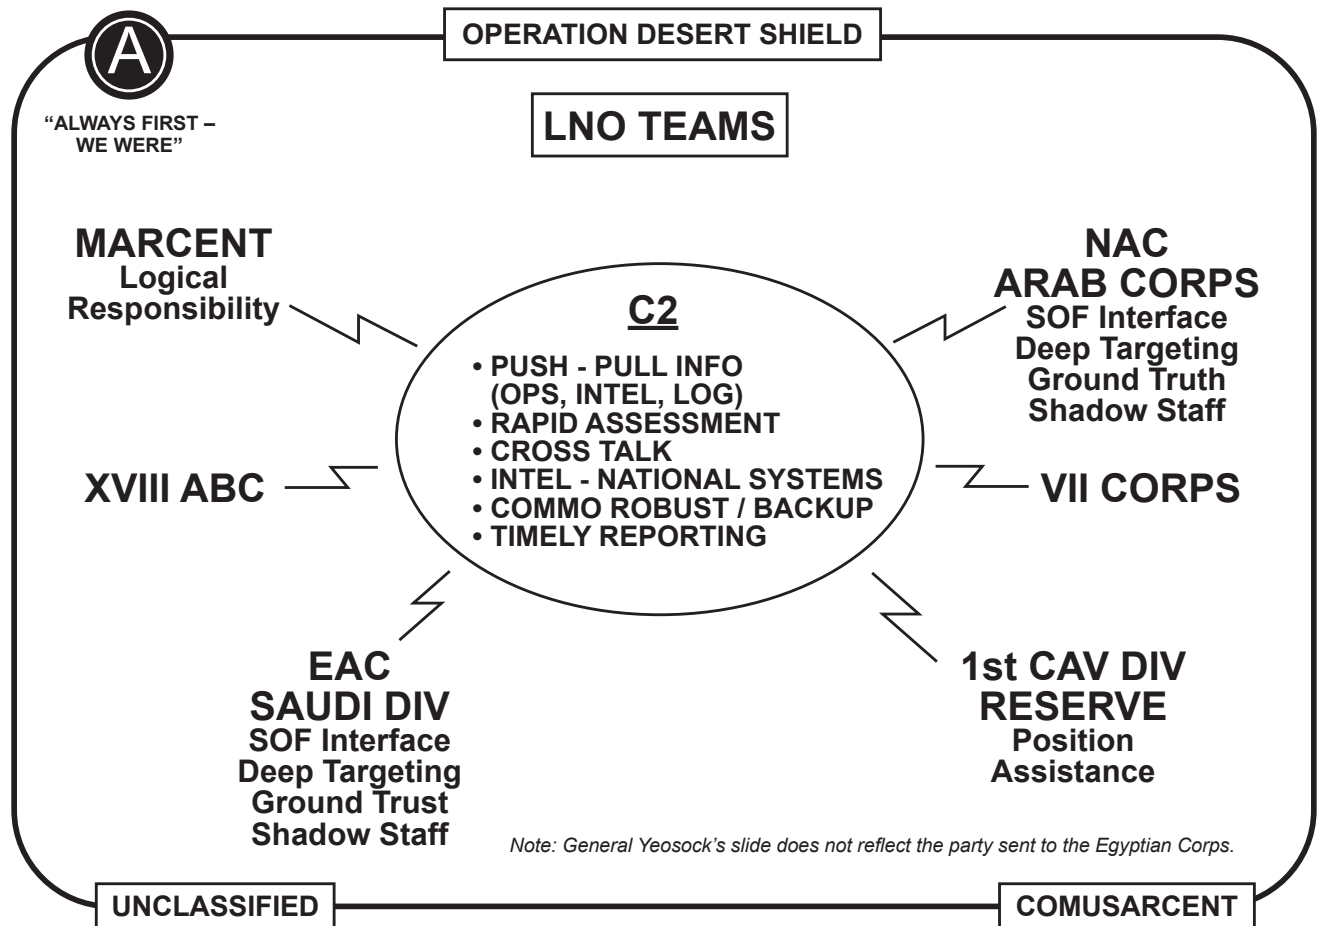 OPERATION DESERT SHIELD
A
"ALWAYS FIRST –
WE WERE"
LNO TEAMS
MARCENT
Logical
Responsibility
NAC
ARAB CORPS
SOF Interface
Deep Targeting
Ground Truth
Shadow Staff
C2
• PUSH - PULL INFO
(OPS, INTEL, LOG)
• RAPID ASSESSMENT
• CROSS TALK
• INTEL - NATIONAL SYSTEMS
• COMMO ROBUST / BACKUP
• TIMELY REPORTING
XVIII ABC
VII CORPS
EAC
SAUDI DIV
SOF Interface
Deep Targeting
Ground Trust
Shadow Staff
1st CAV DIV
RESERVE
Position
Assistance
Note: General Yeosock's slide does not reflect the party sent to the Egyptian Corps.
UNCLASSIFIED
COMUSARCENT